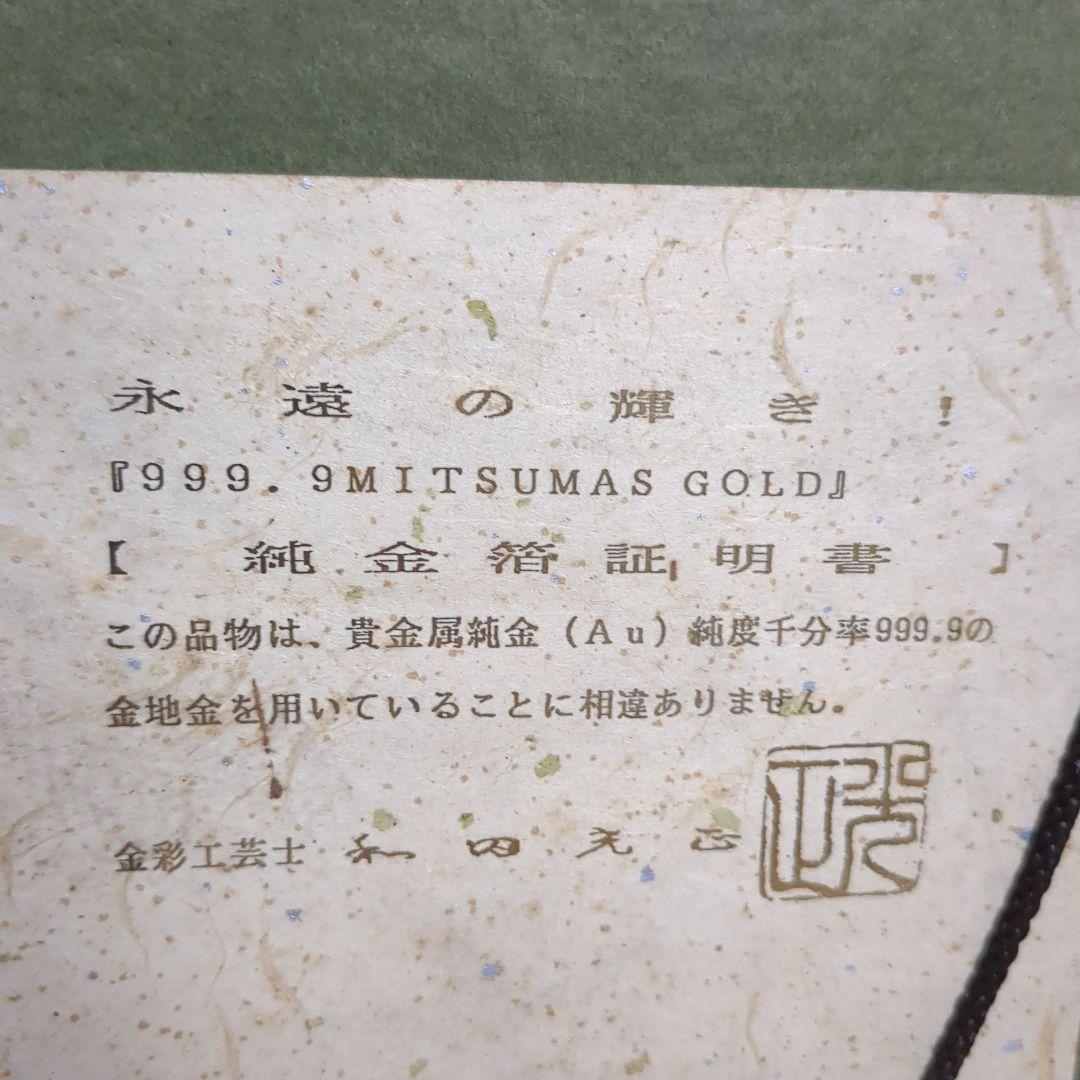 永遠の輝き!
『999.9MITSUMAS GOLD』
【 純金箔証明書 】
この品物は、貴金属純金(Au)純度千分率999.9の
金地金を用いていることに相違ありません。
金彩工芸士 和田光正